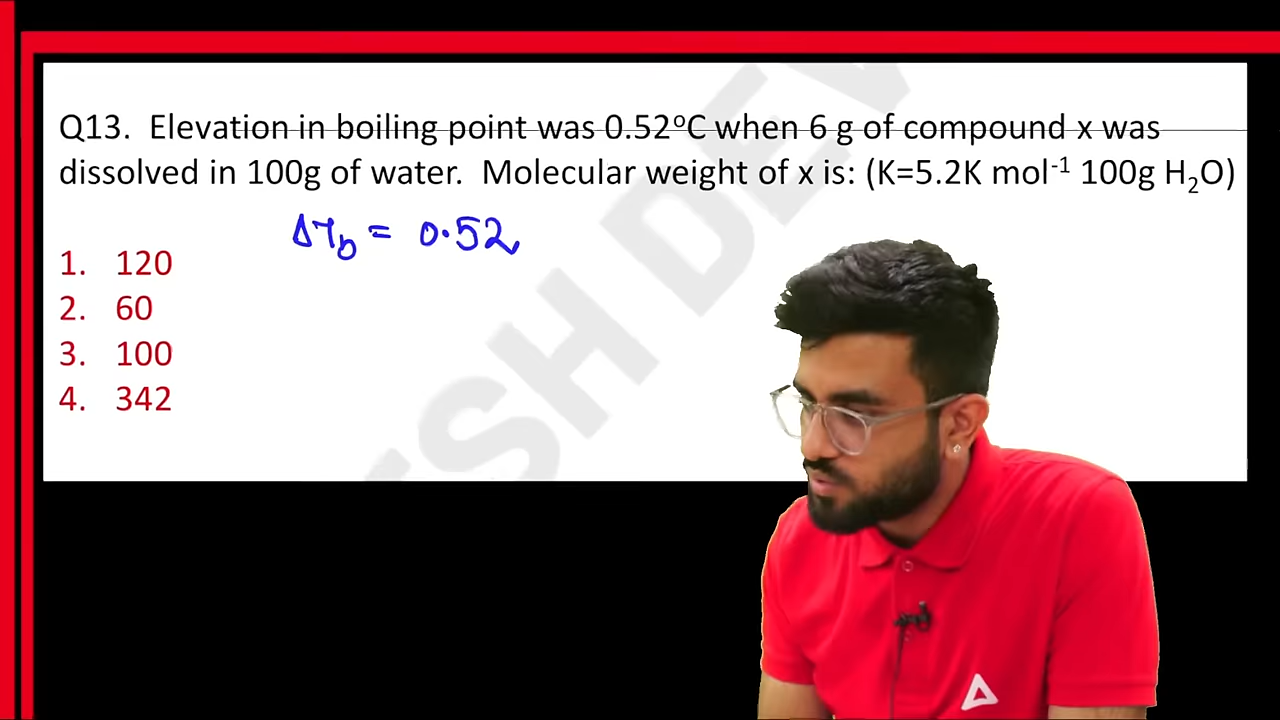 Q13. Elevation in boiling point was 0.52°C when 6 g of compound x was
dissolved in 100g of water. Molecular weight of x is: (K=5.2K mol⁻¹ 100g H₂O)
ΔT_b = 0.52
1. 120
2. 60
3. 100
4. 342